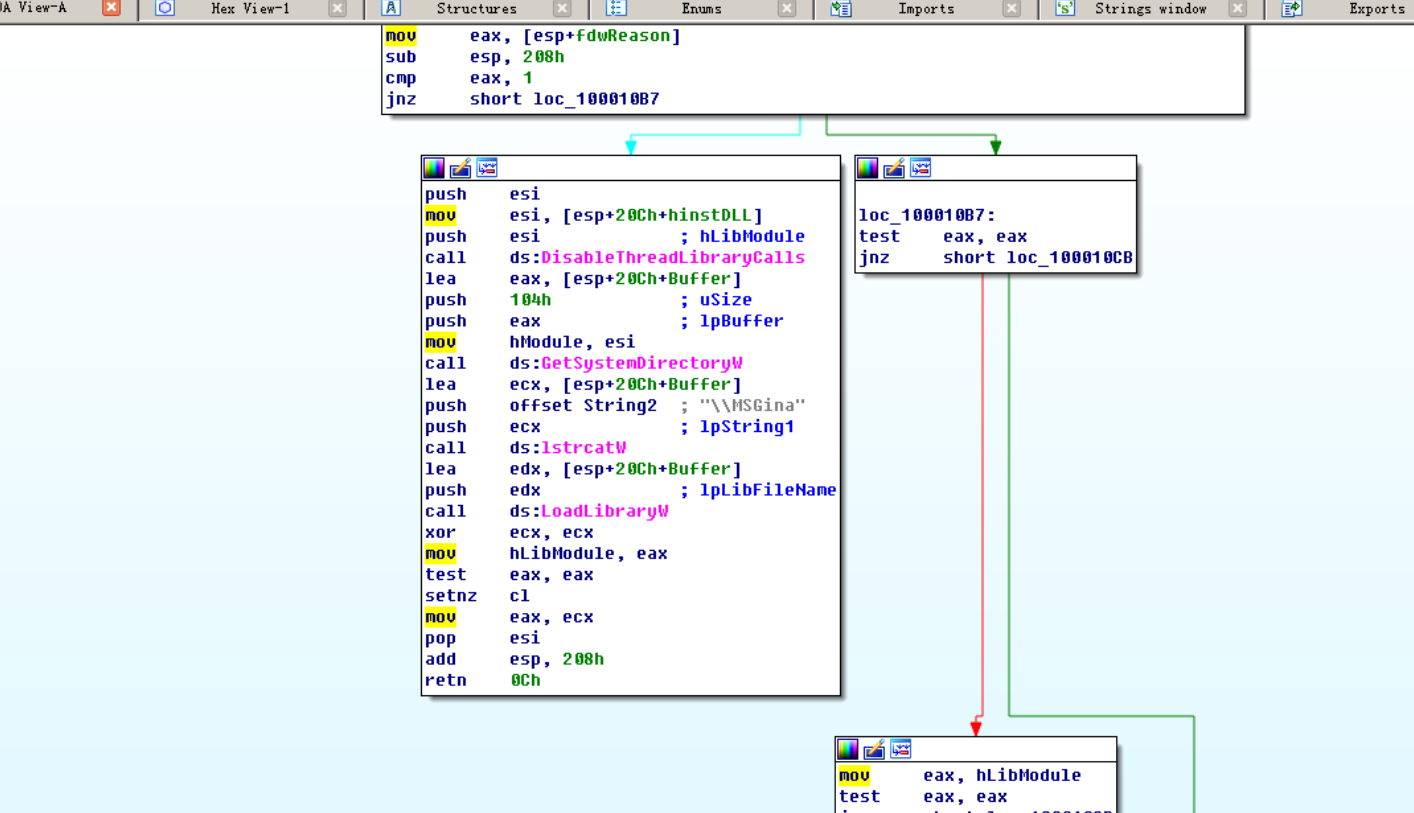 A View-A Hex View-1 Structures Enums Imports Strings window Exports
mov eax, [esp+fdwReason]
sub esp, 208h
cmp eax, 1
jnz short loc_100010B7
push esi
mov esi, [esp+20Ch+hinstDLL]
push esi ; hLibModule
call ds:DisableThreadLibraryCalls
lea eax, [esp+20Ch+Buffer]
push 104h ; uSize
push eax ; lpBuffer
mov hModule, esi
call ds:GetSystemDirectoryW
lea ecx, [esp+20Ch+Buffer]
push offset String2 ; "\\MSGina"
push ecx ; lpString1
call ds:lstrcatW
lea edx, [esp+20Ch+Buffer]
push edx ; lpLibFileName
call ds:LoadLibraryW
xor ecx, ecx
mov hLibModule, eax
test eax, eax
setnz cl
mov eax, ecx
pop esi
add esp, 208h
retn 0Ch
loc_100010B7:
test eax, eax
jnz short loc_100010CB
mov eax, hLibModule
test eax, eax